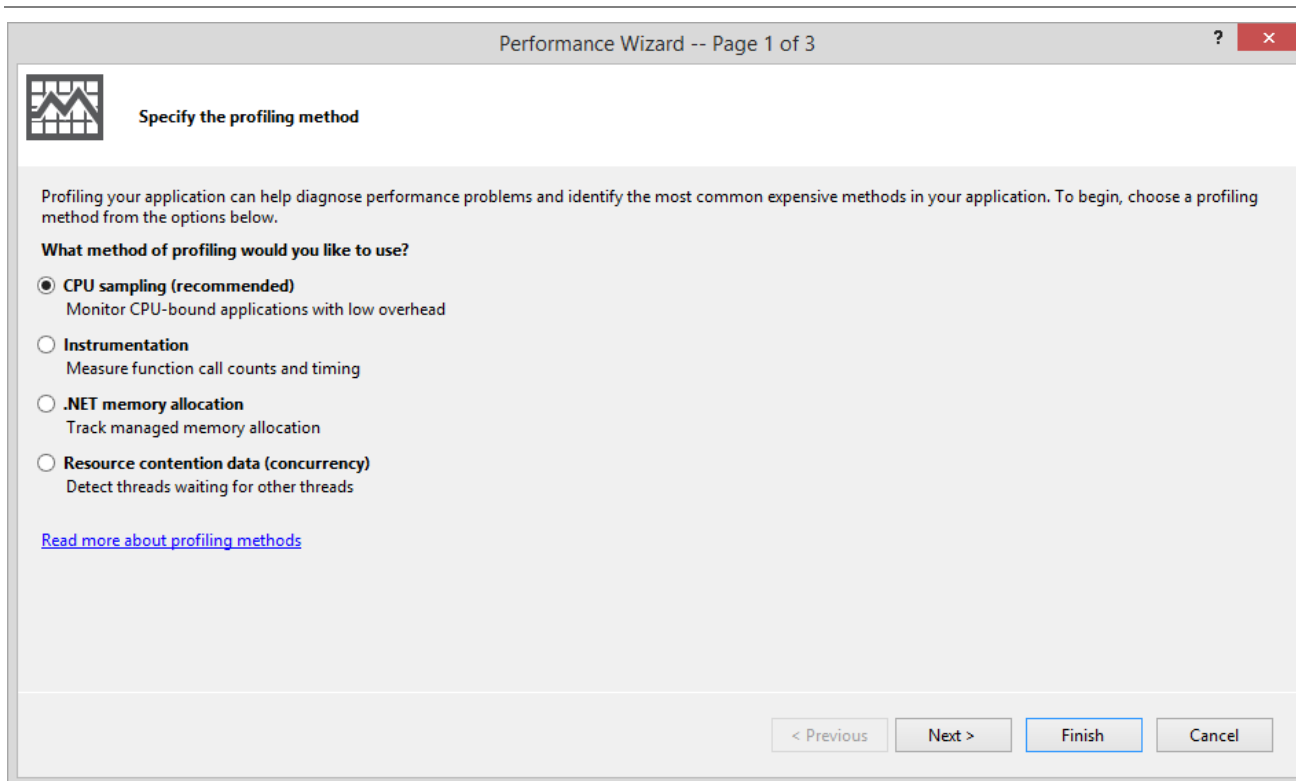 Performance Wizard -- Page 1 of 3
?
×
Specify the profiling method
Profiling your application can help diagnose performance problems and identify the most common expensive methods in your application. To begin, choose a profiling
method from the options below.
What method of profiling would you like to use?
CPU sampling (recommended)
Monitor CPU-bound applications with low overhead
Instrumentation
Measure function call counts and timing
.NET memory allocation
Track managed memory allocation
Resource contention data (concurrency)
Detect threads waiting for other threads
Read more about profiling methods
< Previous
Next >
Finish
Cancel